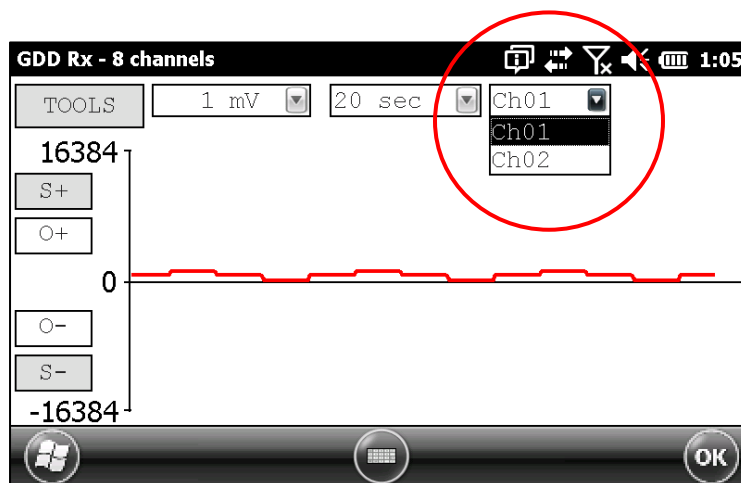 GDD Rx - 8 channels 1:05
TOOLS 1 mV 20 sec Ch01
Ch01
Ch02
16384
S+
O+
0
O-
S-
-16384
OK